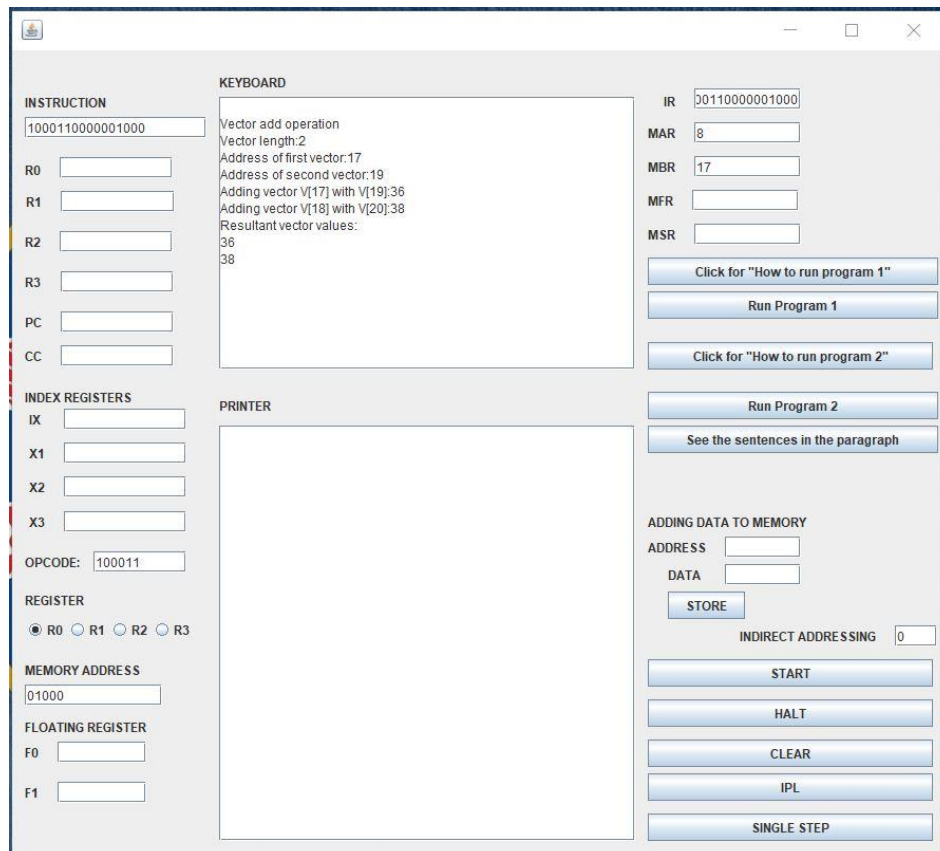 INSTRUCTION
1000110000001000
R0
R1
R2
R3
PC
CC
INDEX REGISTERS
IX
X1
X2
X3
OPCODE: 100011
REGISTER
R0 R1 R2 R3
MEMORY ADDRESS
01000
FLOATING REGISTER
F0
F1
KEYBOARD
Vector add operation
Vector length:2
Address of first vector:17
Address of second vector:19
Adding vector V[17] with V[19]:36
Adding vector V[18] with V[20]:38
Resultant vector values:
36
38
PRINTER
IR 00110000001000
MAR 8
MBR 17
MFR
MSR
Click for "How to run program 1"
Run Program 1
Click for "How to run program 2"
Run Program 2
See the sentences in the paragraph
ADDING DATA TO MEMORY
ADDRESS
DATA
STORE
INDIRECT ADDRESSING 0
START
HALT
CLEAR
IPL
SINGLE STEP